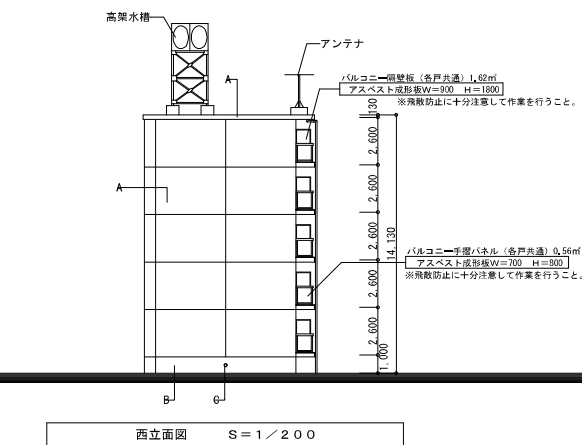 高架水槽
アンテナ
A
バルコニー隔壁板（各戸共通）1,62㎡
アスベスト成形板W＝900　H＝1800
※飛散防止に十分注意して作業を行うこと。
130
2,600
2,600
A
2,600
14,130
バルコニー手摺パネル（各戸共通）0,56㎡
アスベスト成形板W＝700　H＝800
※飛散防止に十分注意して作業を行うこと。
2,600
2,600
1,000
B
C
西立面図　S＝1／200